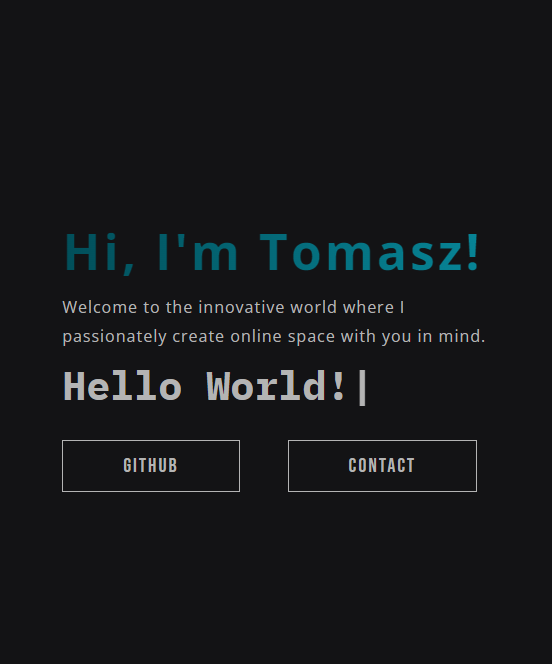 Hi, I'm Tomasz!
Welcome to the innovative world where I
passionately create online space with you in mind.
Hello World!|
GITHUB
CONTACT